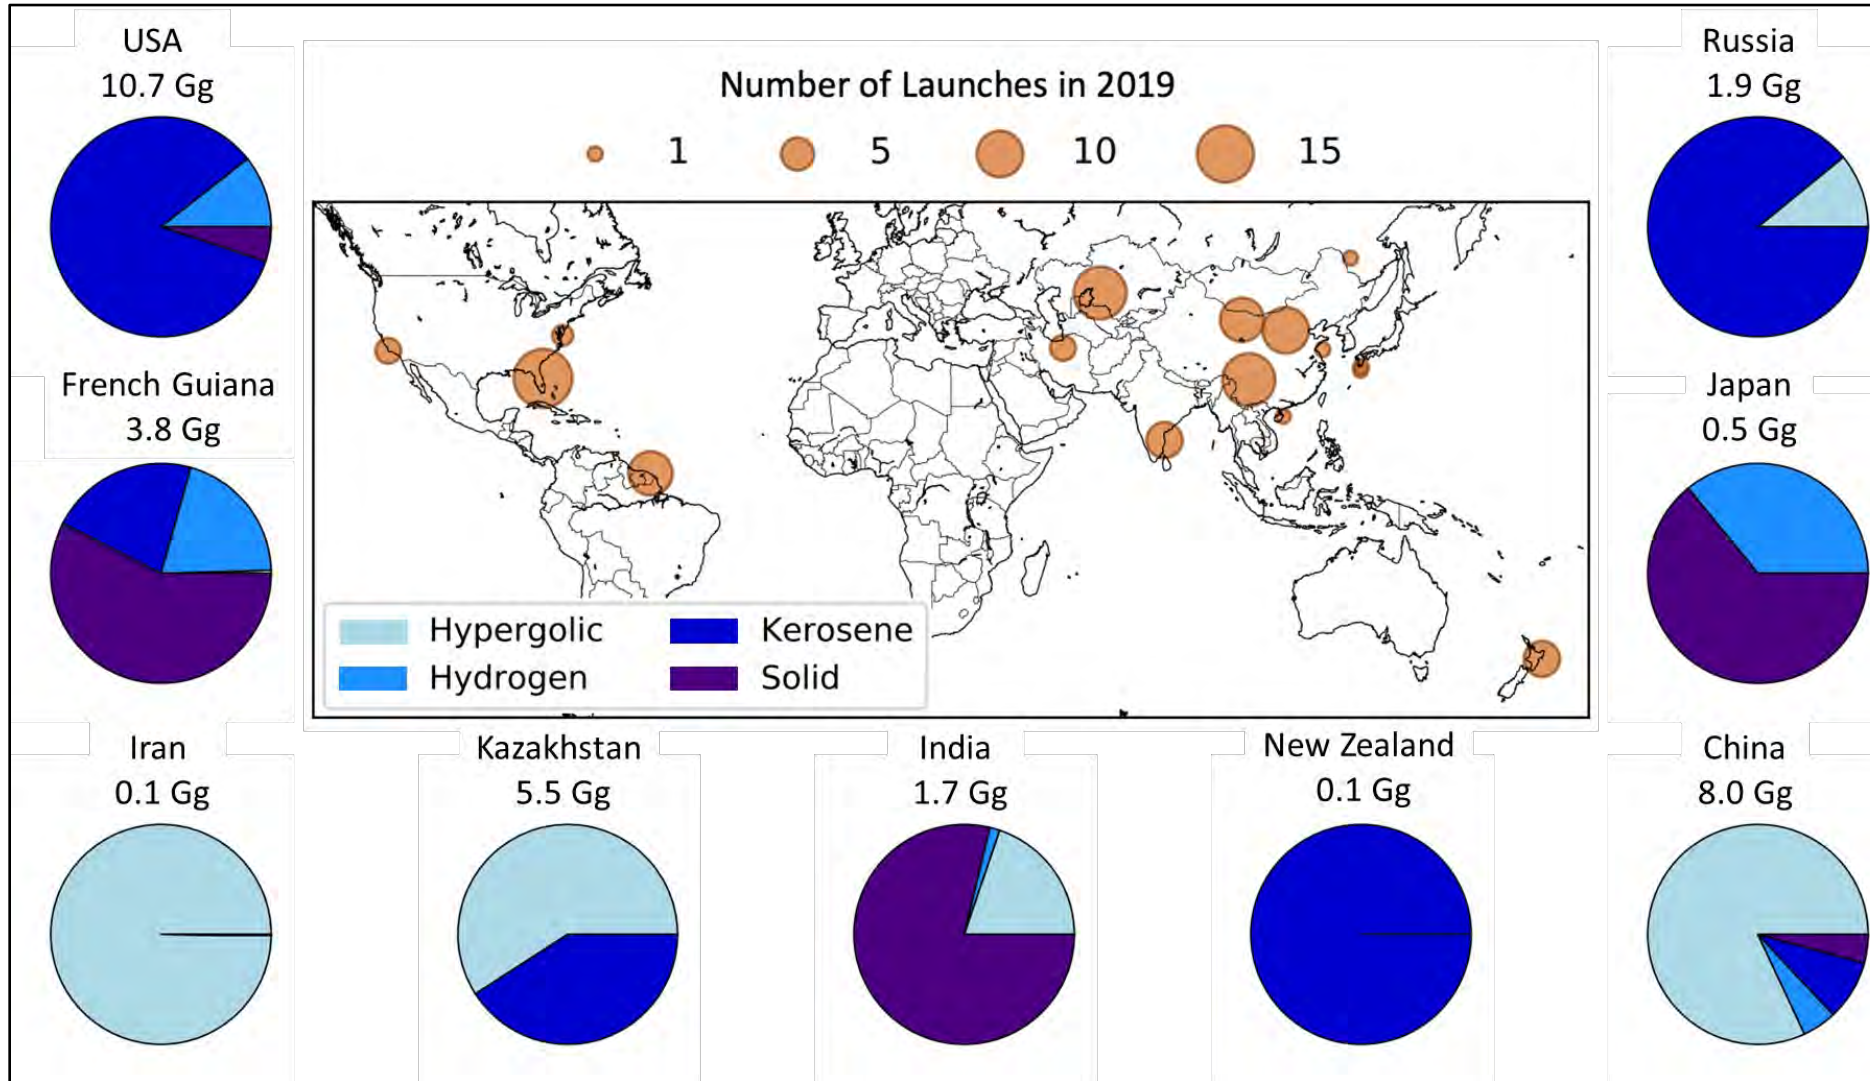 USA
10.7 Gg
Number of Launches in 2019
1 5 10 15
Russia
1.9 Gg
French Guiana
3.8 Gg
Japan
0.5 Gg
Hypergolic Kerosene
Hydrogen Solid
Iran
0.1 Gg
Kazakhstan
5.5 Gg
India
1.7 Gg
New Zealand
0.1 Gg
China
8.0 Gg